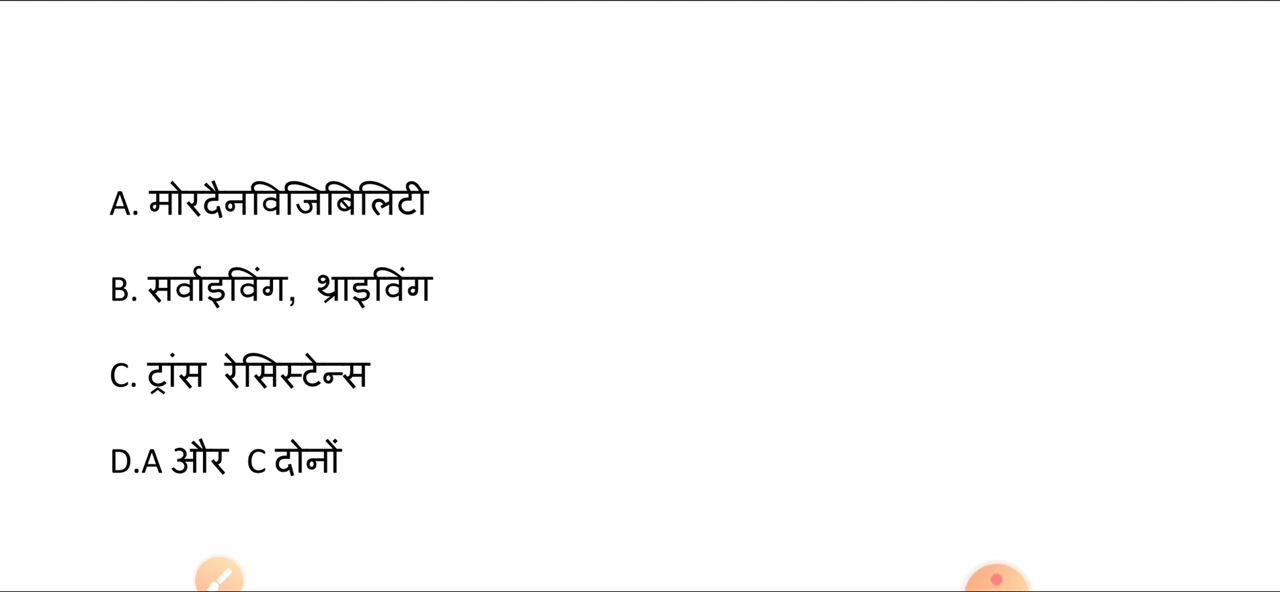 A. मोरदैनविजिबिलिटी
B. सर्वाइविंग, थ्राइविंग
C. ट्रांस रेसिस्टेन्स
D.A और C दोनों